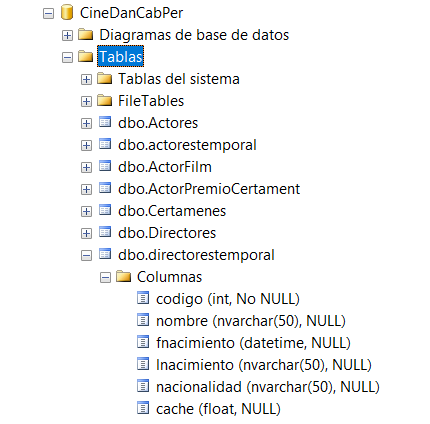 CineDanCabPer
Diagramas de base de datos
Tablas
Tablas del sistema
FileTables
dbo.Actores
dbo.actorestemporal
dbo.ActorFilm
dbo.ActorPremioCertament
dbo.Certamenes
dbo.Directores
dbo.directorestemporal
Columnas
codigo (int, No NULL)
nombre (nvarchar(50), NULL)
fnacimiento (datetime, NULL)
lnacimiento (nvarchar(50), NULL)
nacionalidad (nvarchar(50), NULL)
cache (float, NULL)